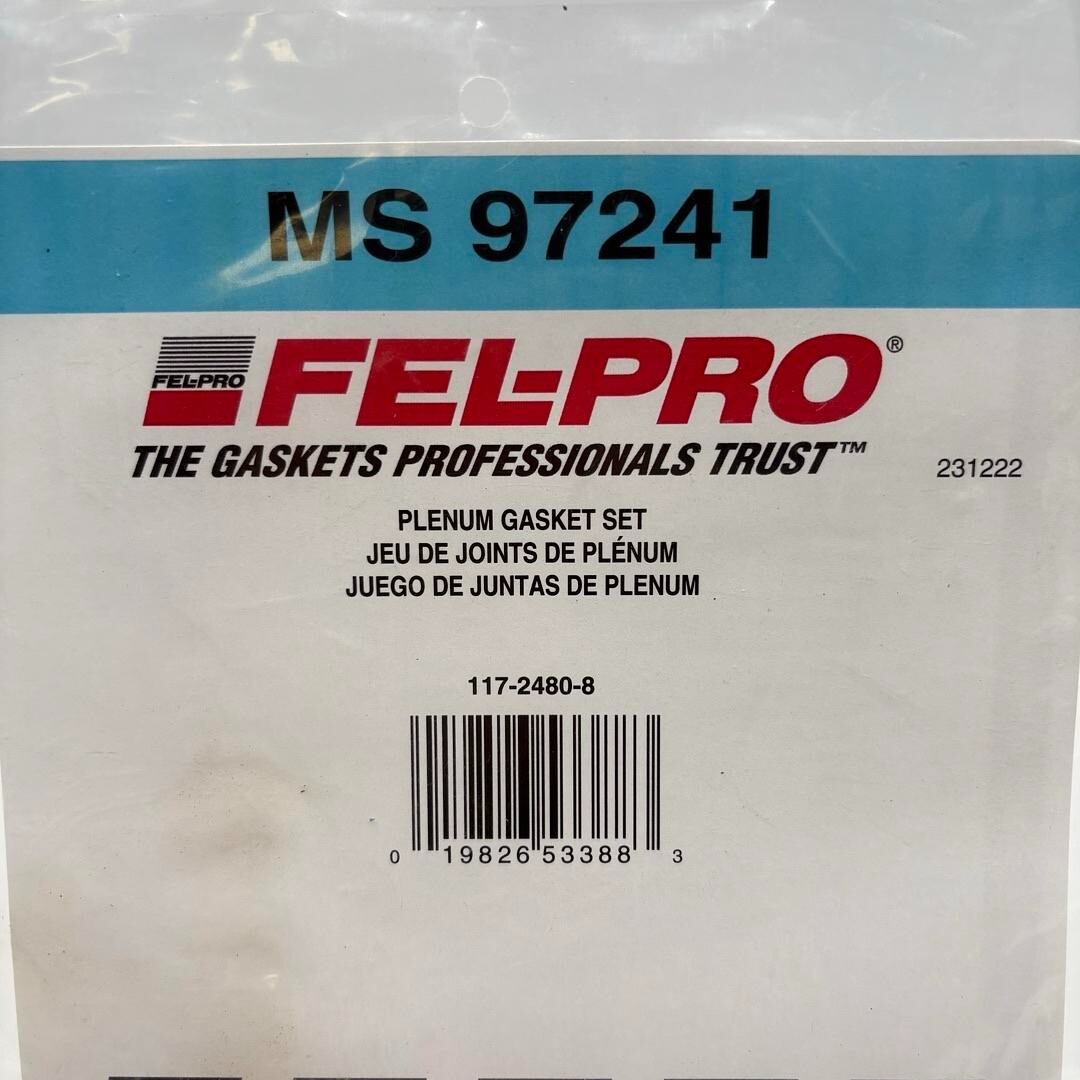 MS 97241
FEL-PRO
FEL-PRO®
THE GASKETS PROFESSIONALS TRUST™
231222
PLENUM GASKET SET
JEU DE JOINTS DE PLÉNUM
JUEGO DE JUNTAS DE PLENUM
117-2480-8
0 19826 53388 3